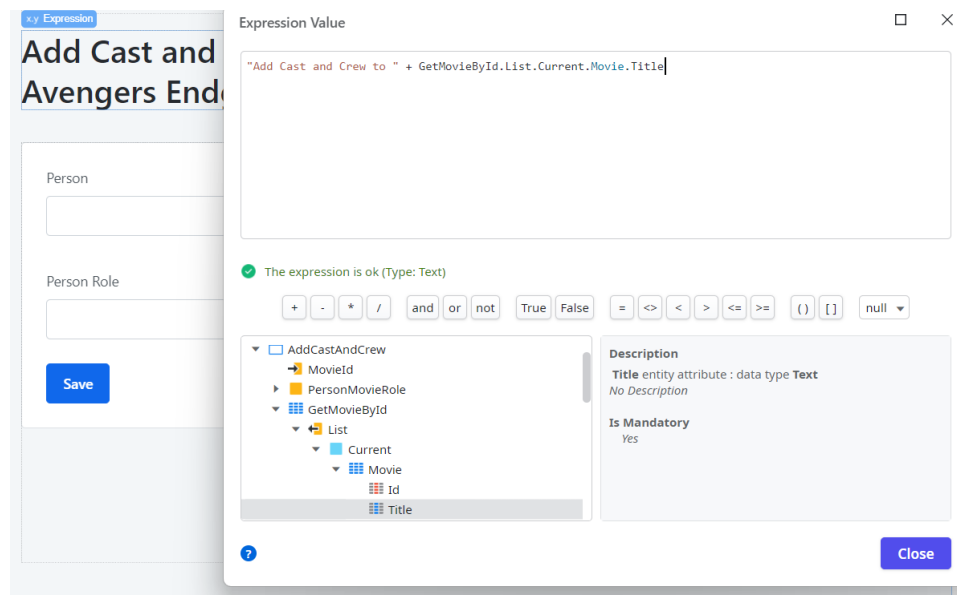 x.y Expression
Add Cast and
Avengers End
Person
Person Role
Save
Expression Value
"Add Cast and Crew to " + GetMovieById.List.Current.Movie.Title
The expression is ok (Type: Text)
+ - * / and or not True False = <> < > <= >= ( ) [ ] null
AddCastAndCrew
MovieId
PersonMovieRole
GetMovieById
List
Current
Movie
Id
Title
Description
Title entity attribute : data type Text
No Description
Is Mandatory
Yes
?
Close